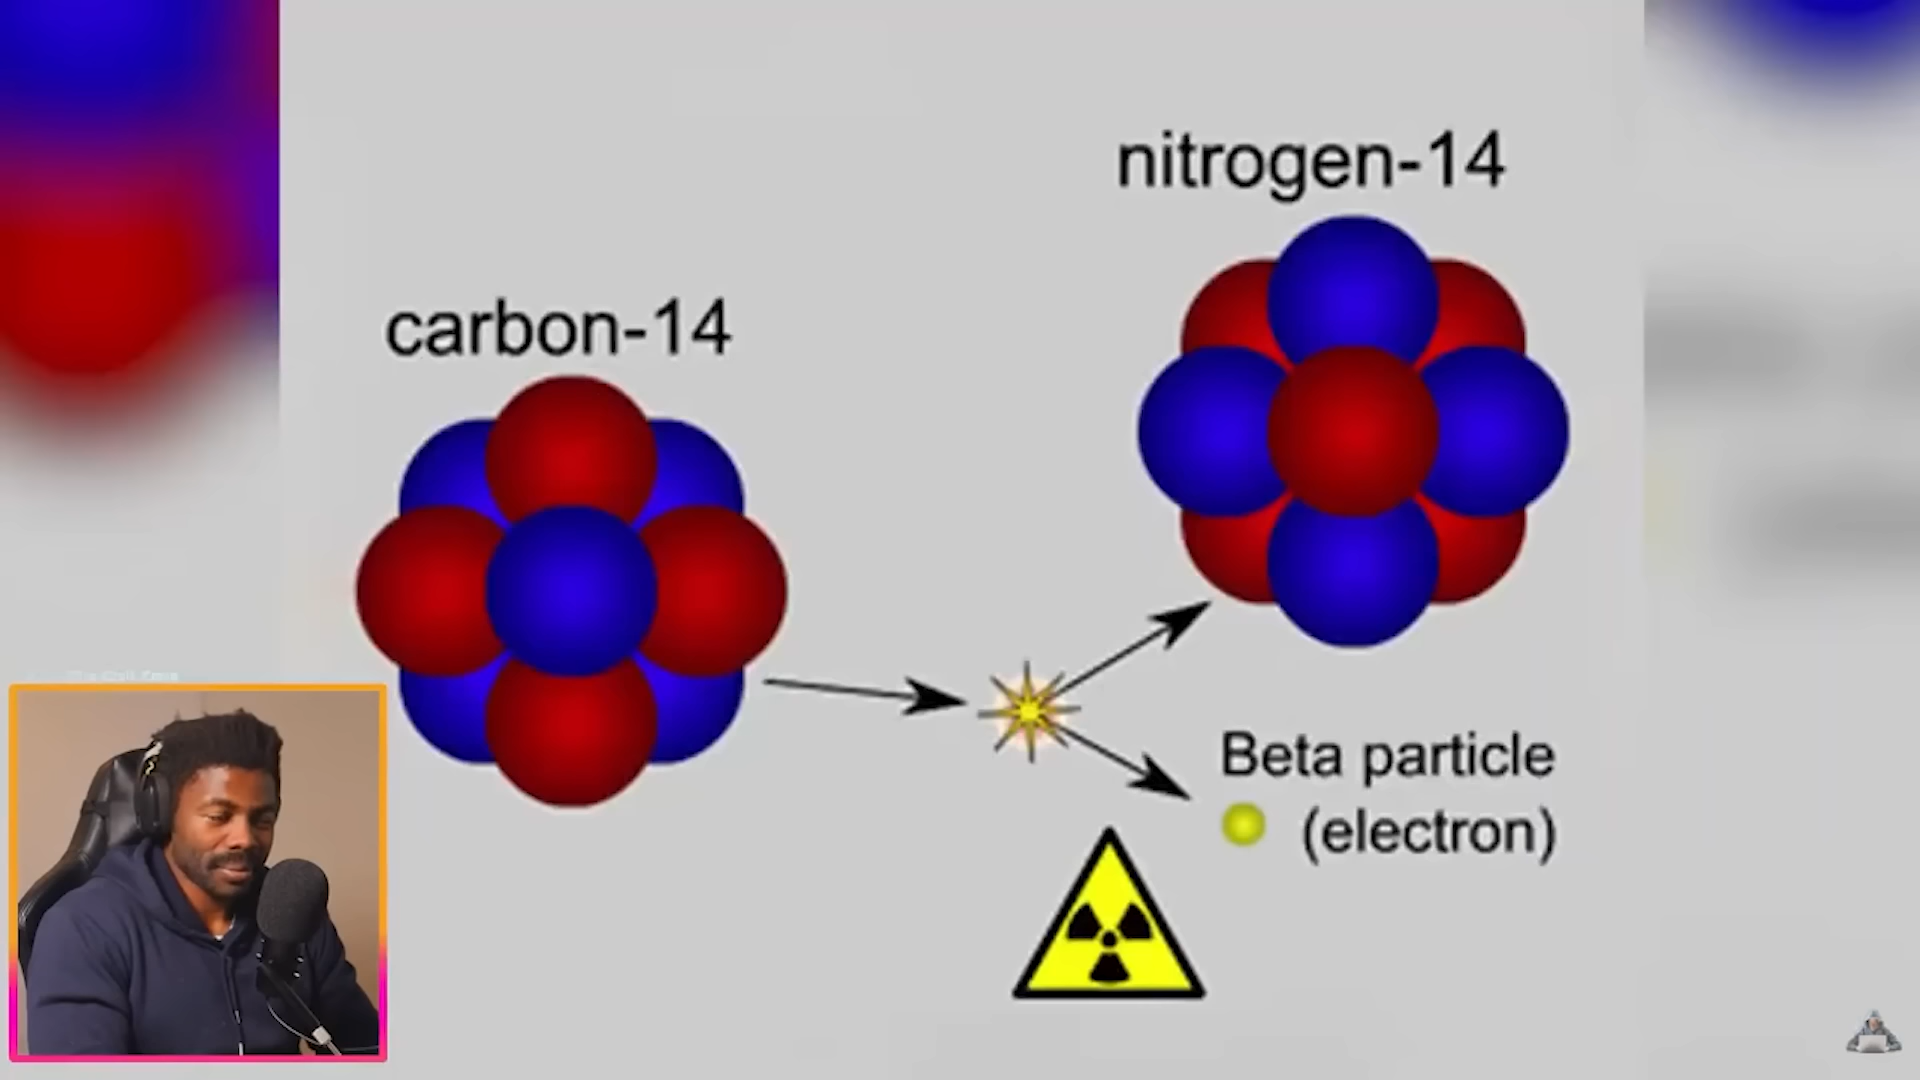 nitrogen-14
carbon-14
Beta particle
(electron)